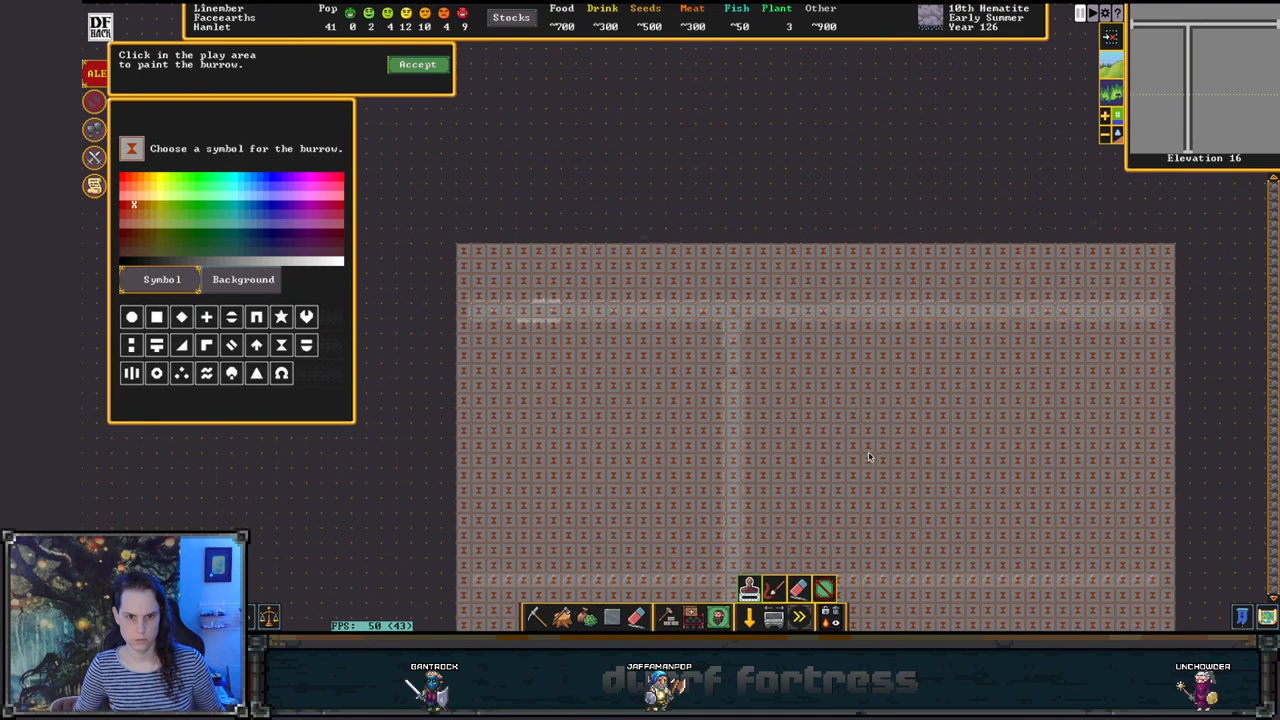 DF
HACK
Linember
Faceearths
Hamlet
Pop
41 0 2 4 12 10 4 9
Stocks
Food Drink Seeds Meat Fish Plant Other
~700 ~300 ~500 ~300 ~50 3 ~900
10th Hematite
Early Summer
Year 126
Click in the play area
to paint the burrow.
Accept
ALE
Choose a symbol for the burrow.
X
Symbol Background
Elevation 16
FPS: 50 (43)
BANTROCK
JAFFAMANPOP
UNCHOWDER
dwarf fortress